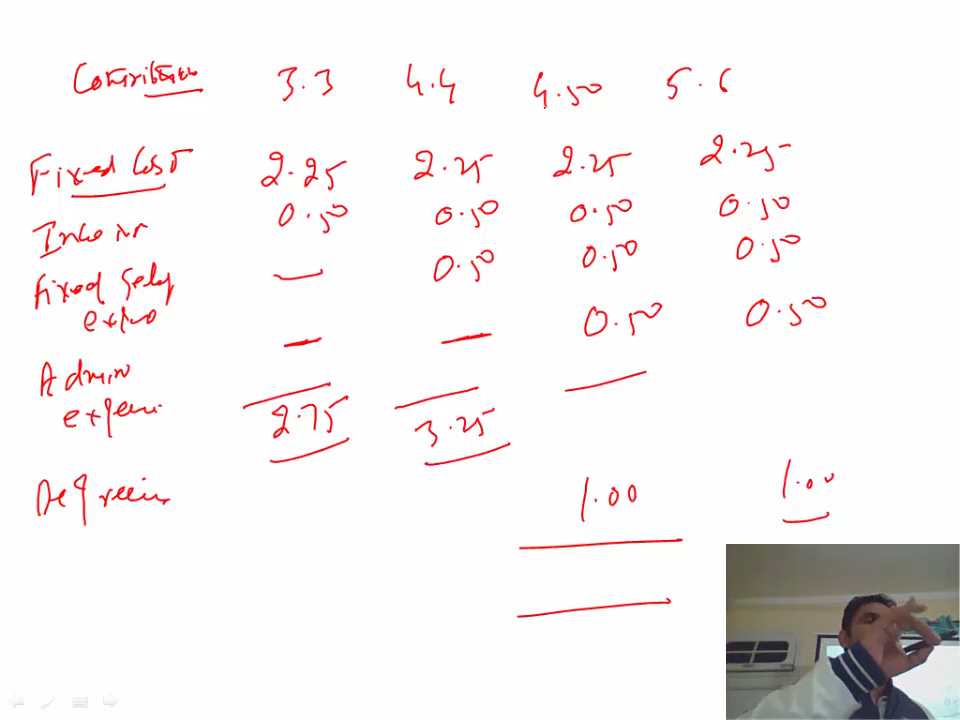 Contribution 3.3 4.4 4.50 5.6
Fixed Cost 2.25 2.25 2.25 2.25
0.50 0.50 0.50 0.50
Fixed — 0.50 0.50 0.50
— — 0.50 0.50
Admin
2.75 3.25
1.00 1.00